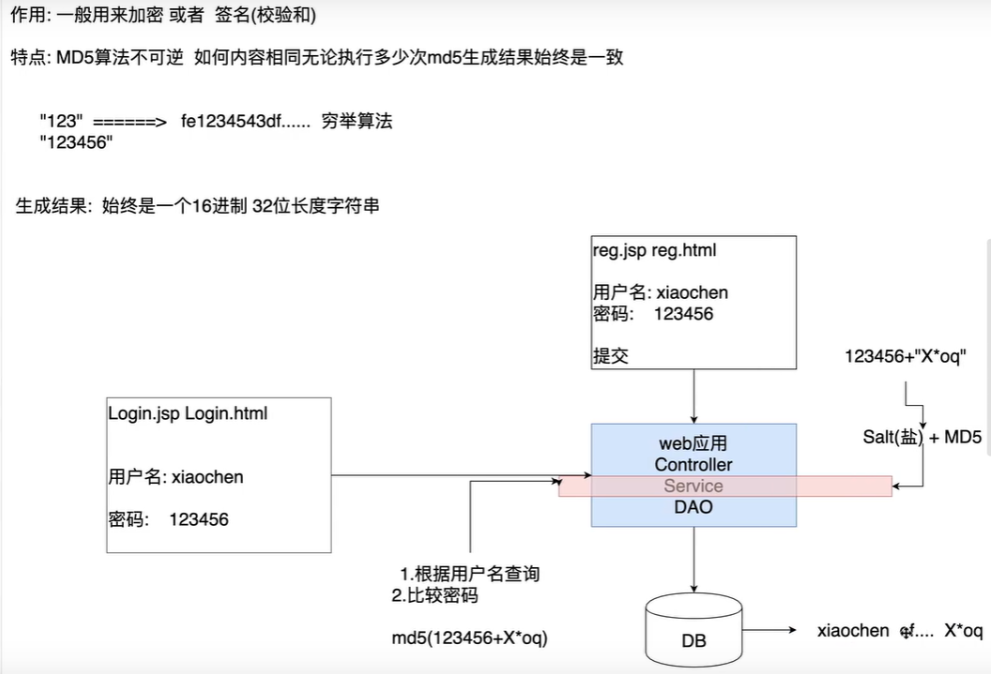 作用: 一般用来加密 或者 签名(校验和)
特点: MD5算法不可逆 如何内容相同无论执行多少次md5生成结果始终是一致
"123" ======> fe1234543df...... 穷举算法
"123456"
生成结果: 始终是一个16进制 32位长度字符串
reg.jsp reg.html
用户名: xiaochen
密码: 123456
提交
123456+"X*oq"
Salt(盐) + MD5
Login.jsp Login.html
用户名: xiaochen
密码: 123456
web应用
Controller
Service
DAO
1.根据用户名查询
2.比较密码
md5(123456+X*oq)
DB
xiaochen f.... X*oq